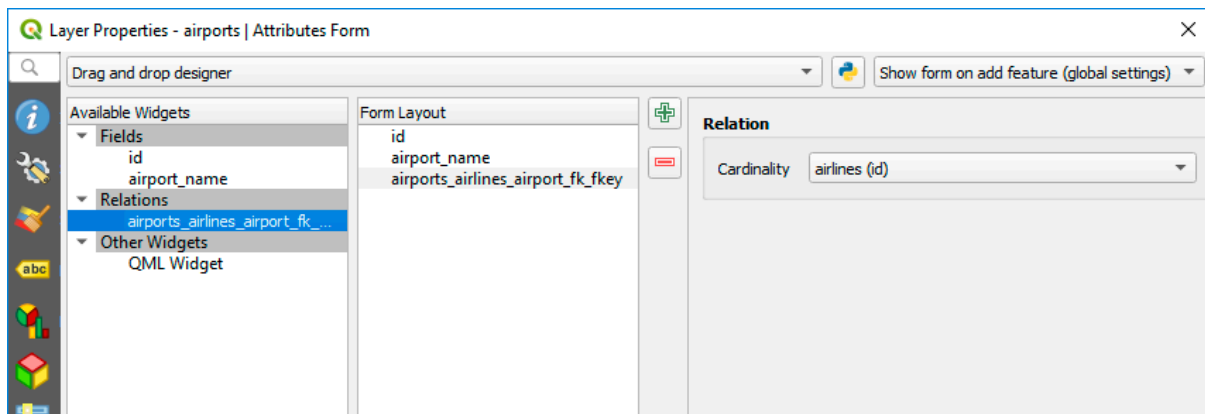 Layer Properties - airports | Attributes Form
Drag and drop designer
Show form on add feature (global settings)
Available Widgets
Fields
id
airport_name
Relations
airports_airlines_airport_fk_...
Other Widgets
QML Widget
Form Layout
id
airport_name
airports_airlines_airport_fk_fkey
Relation
Cardinality airlines (id)
i
abc